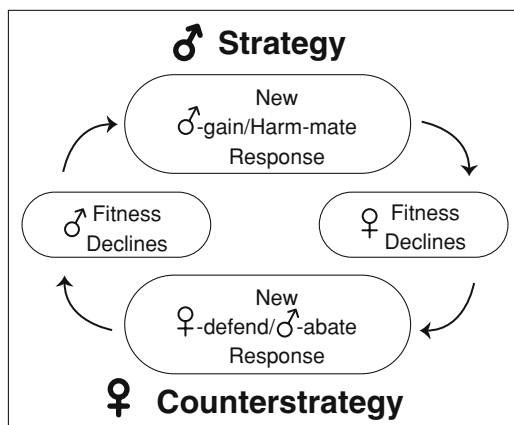 ♂ Strategy
New
♂-gain/Harm-mate
Response
♂ Fitness
Declines
♀ Fitness
Declines
New
♀-defend/♂-abate
Response
♀ Counterstrategy